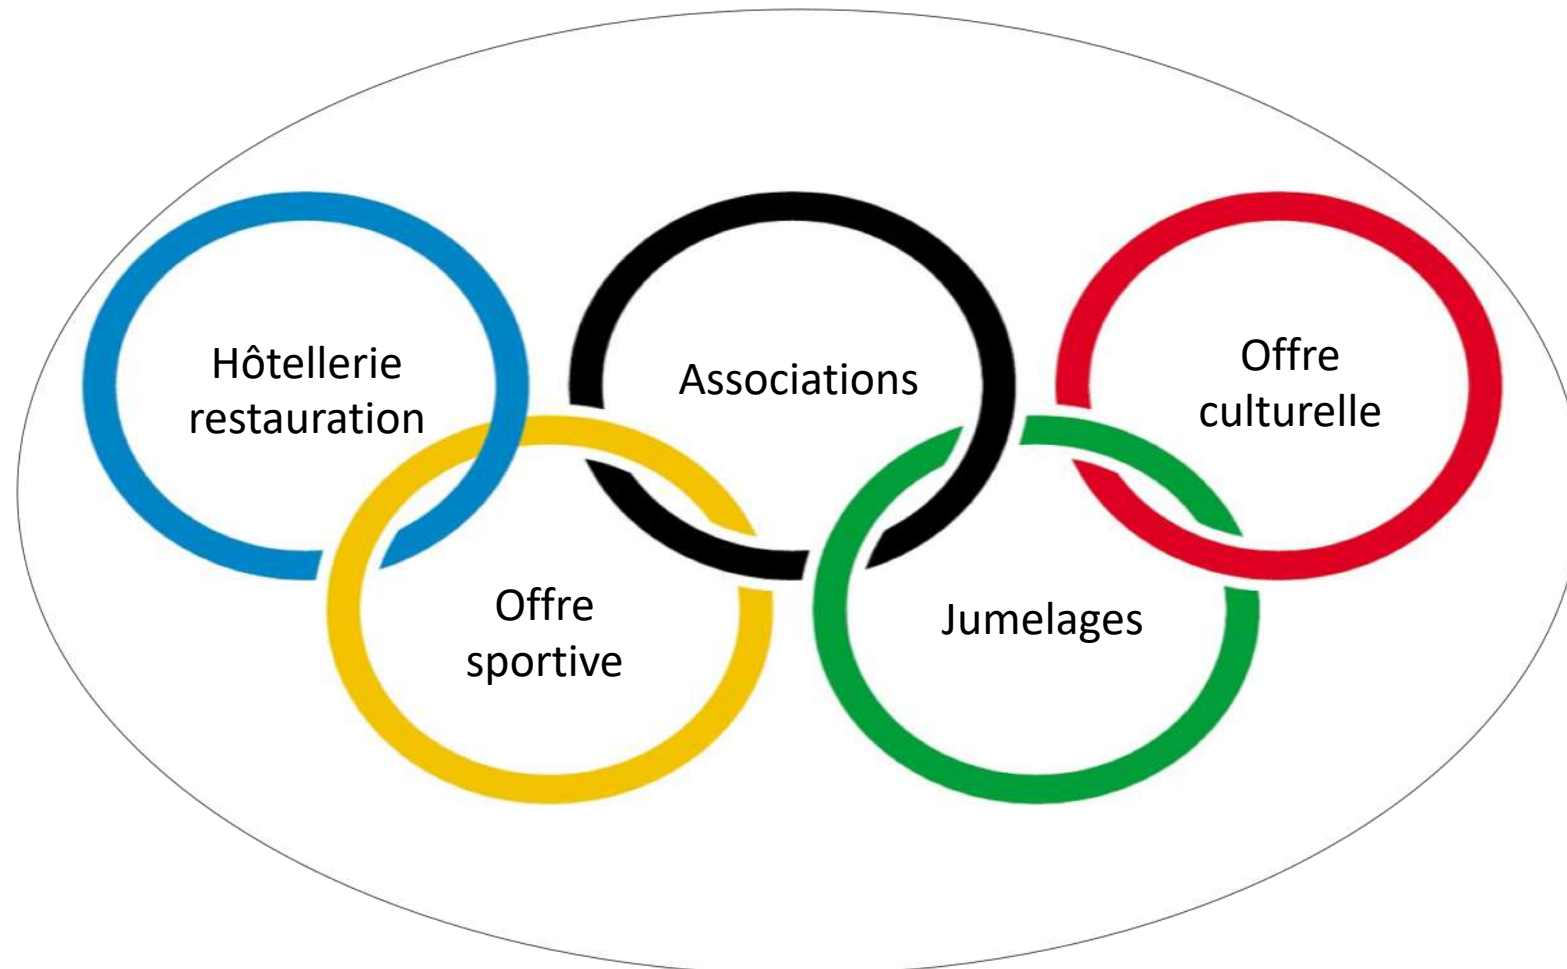 Hôtellerie
restauration
Associations
Offre
culturelle
Offre
sportive
Jumelages